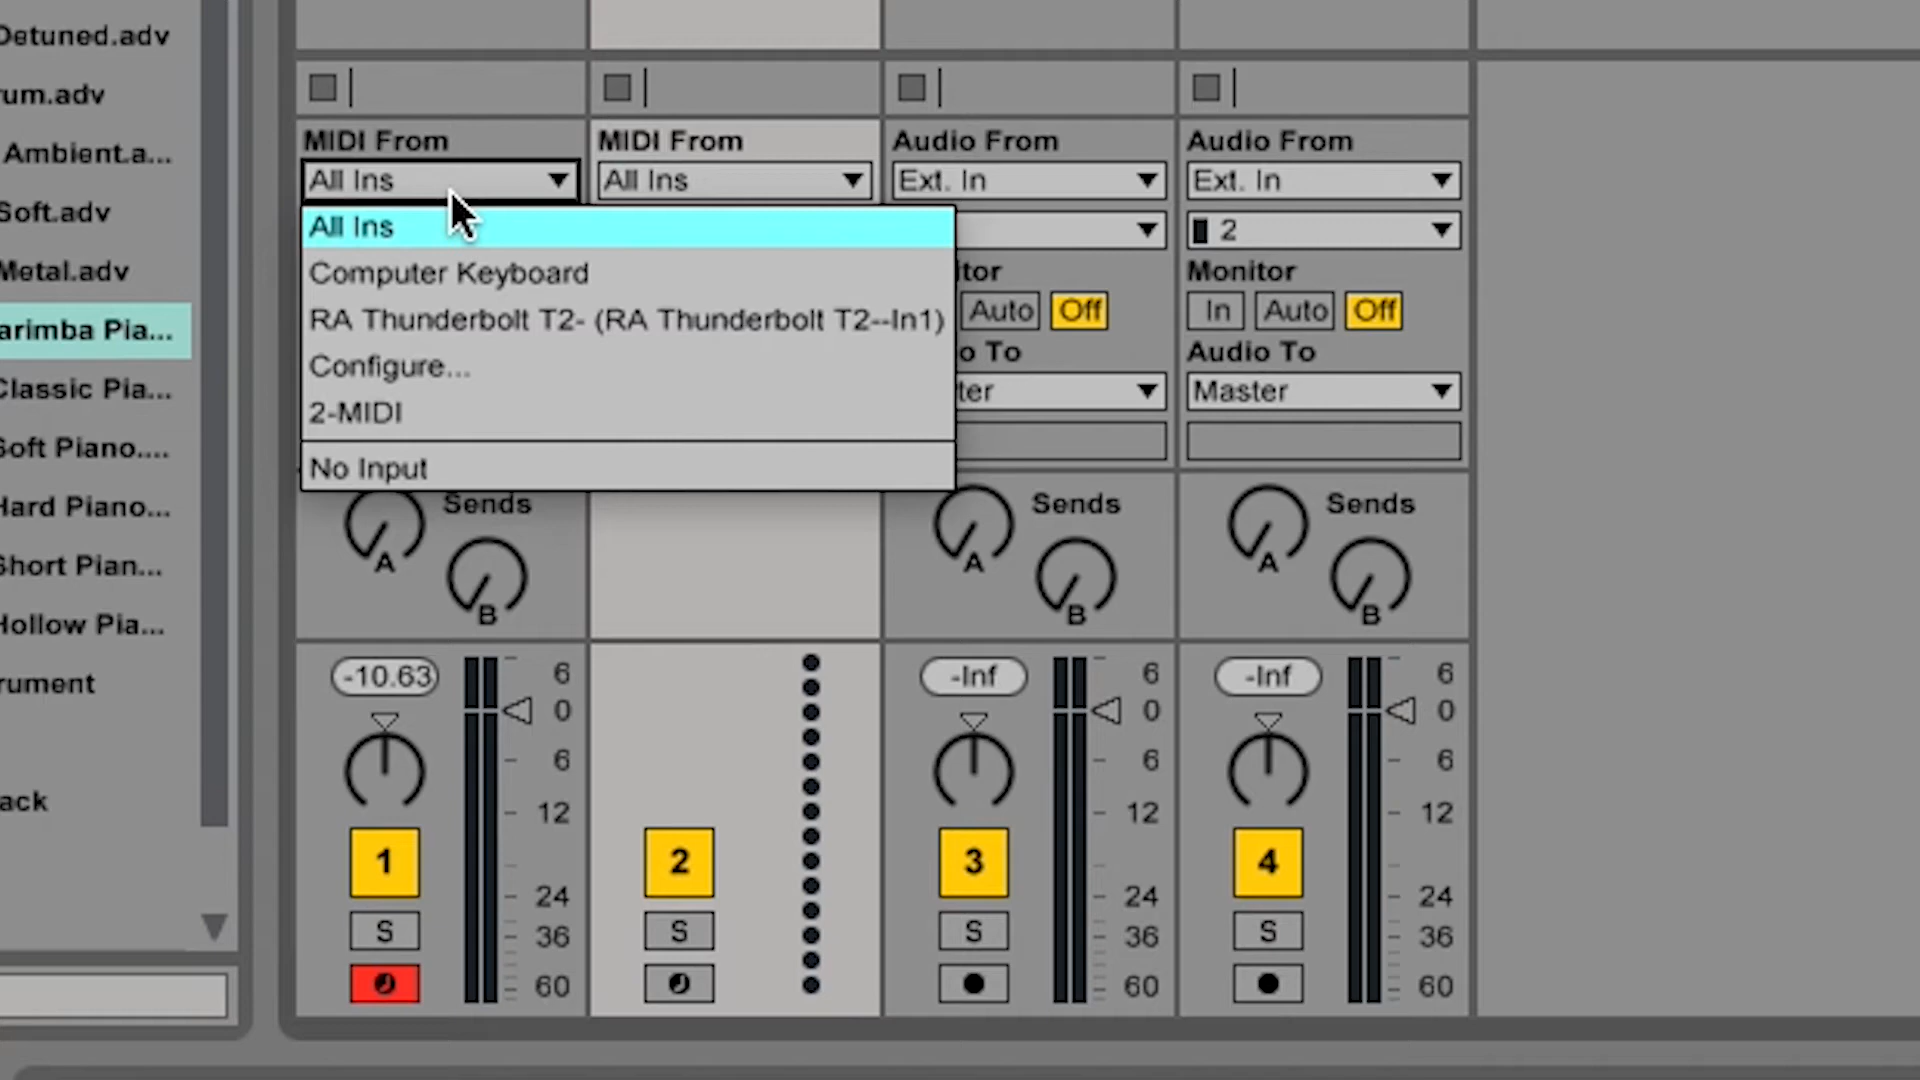 Detuned.adv
rum.adv
Ambient.a...
Soft.adv
Metal.adv
arimba Pia...
Classic Pia...
Soft Piano....
Hard Piano...
Short Pian...
Hollow Pia...
rument
ack
MIDI From
All Ins
All Ins
Computer Keyboard
RA Thunderbolt T2- (RA Thunderbolt T2--In1)
Configure...
2-MIDI
No Input
Sends
A
B
-10.63
6
0
6
12
24
36
60
1
S
MIDI From
All Ins
2
S
Audio From
Ext. In
itor
Auto Off
o To
ter
Sends
A
B
-Inf
6
0
6
12
24
36
60
3
S
Audio From
Ext. In
2
Monitor
In Auto Off
Audio To
Master
Sends
A
B
-Inf
6
0
6
12
24
36
60
4
S